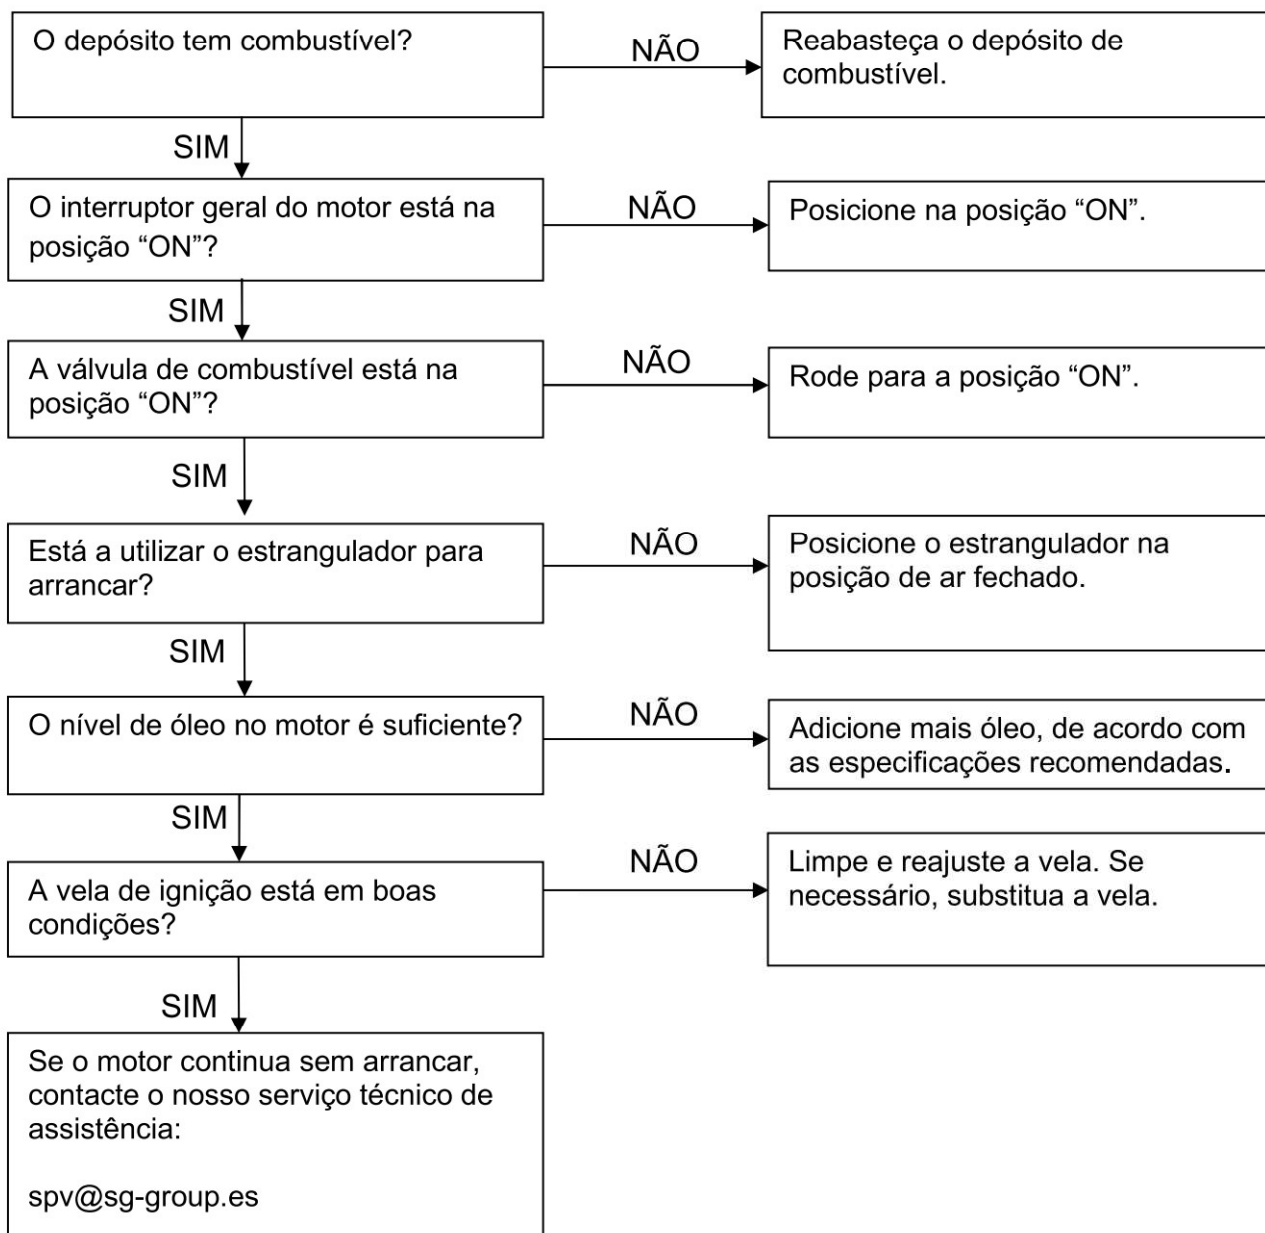 O depósito tem combustível?
NÃO
Reabasteça o depósito de
combustível.
SIM
O interruptor geral do motor está na
posição “ON”?
NÃO
Posicione na posição “ON”.
SIM
A válvula de combustível está na
posição “ON”?
NÃO
Rode para a posição “ON”.
SIM
Está a utilizar o estrangulador para
arrancar?
NÃO
Posicione o estrangulador na
posição de ar fechado.
SIM
O nível de óleo no motor é suficiente?
NÃO
Adicione mais óleo, de acordo com
as especificações recomendadas.
SIM
A vela de ignição está em boas
condições?
NÃO
Limpe e reajuste a vela. Se
necessário, substitua a vela.
SIM
Se o motor continua sem arrancar,
contacte o nosso serviço técnico de
assistência:
spv@sg-group.es